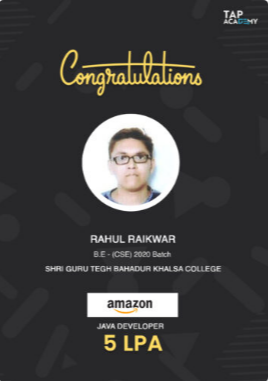 TAP
ACADEMY
Congratulations
RAHUL RAIKWAR
B.E - (CSE) 2020 Batch
SHRI GURU TEGH BAHADUR KHALSA COLLEGE
amazon
JAVA DEVELOPER
5 LPA